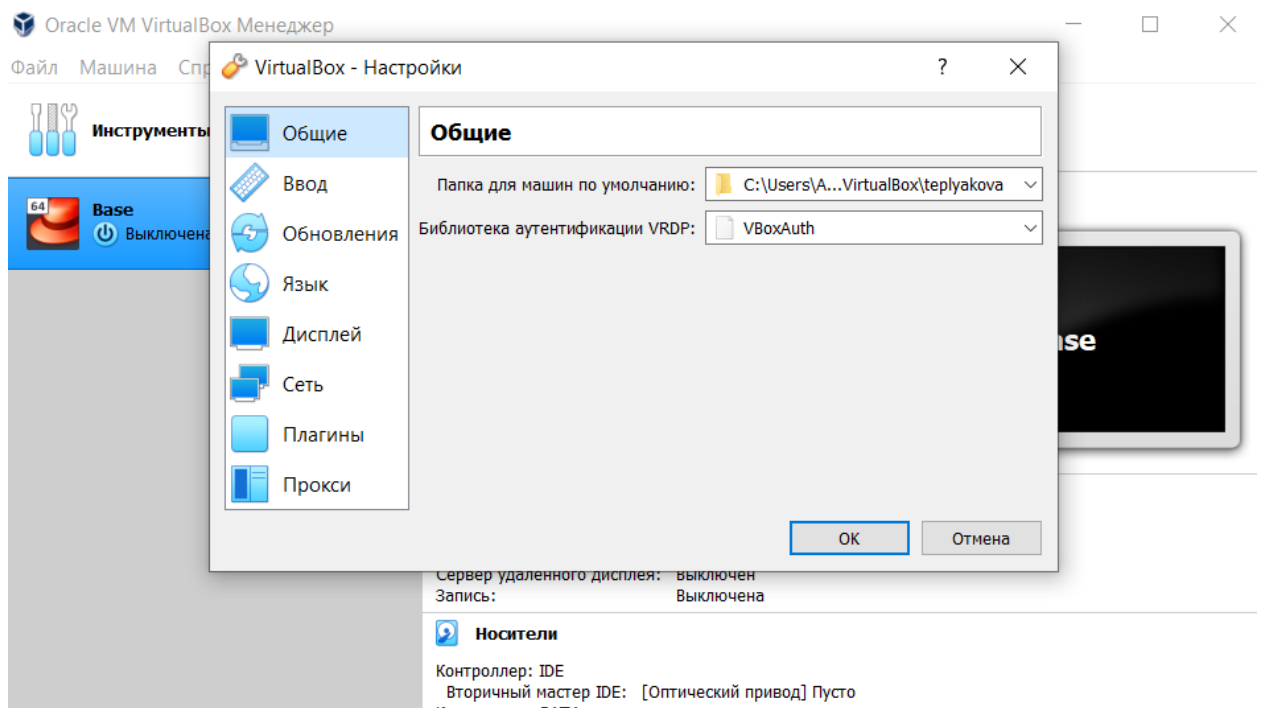 Oracle VM VirtualBox Менеджер
Файл Машина
VirtualBox - Настройки
?
Инструменты
64
Base
Выключена
Общие
Ввод
Обновления
Язык
Дисплей
Сеть
Плагины
Прокси
Общие
Папка для машин по умолчанию: C:\Users\A...VirtualBox\teplyakova
Библиотека аутентификации VRDP: VBoxAuth
OK Отмена
Сервер удаленного дисплея: Выключен
Запись: Выключена
Носители
Контроллер: IDE
Вторичный мастер IDE: [Оптический привод] Пусто